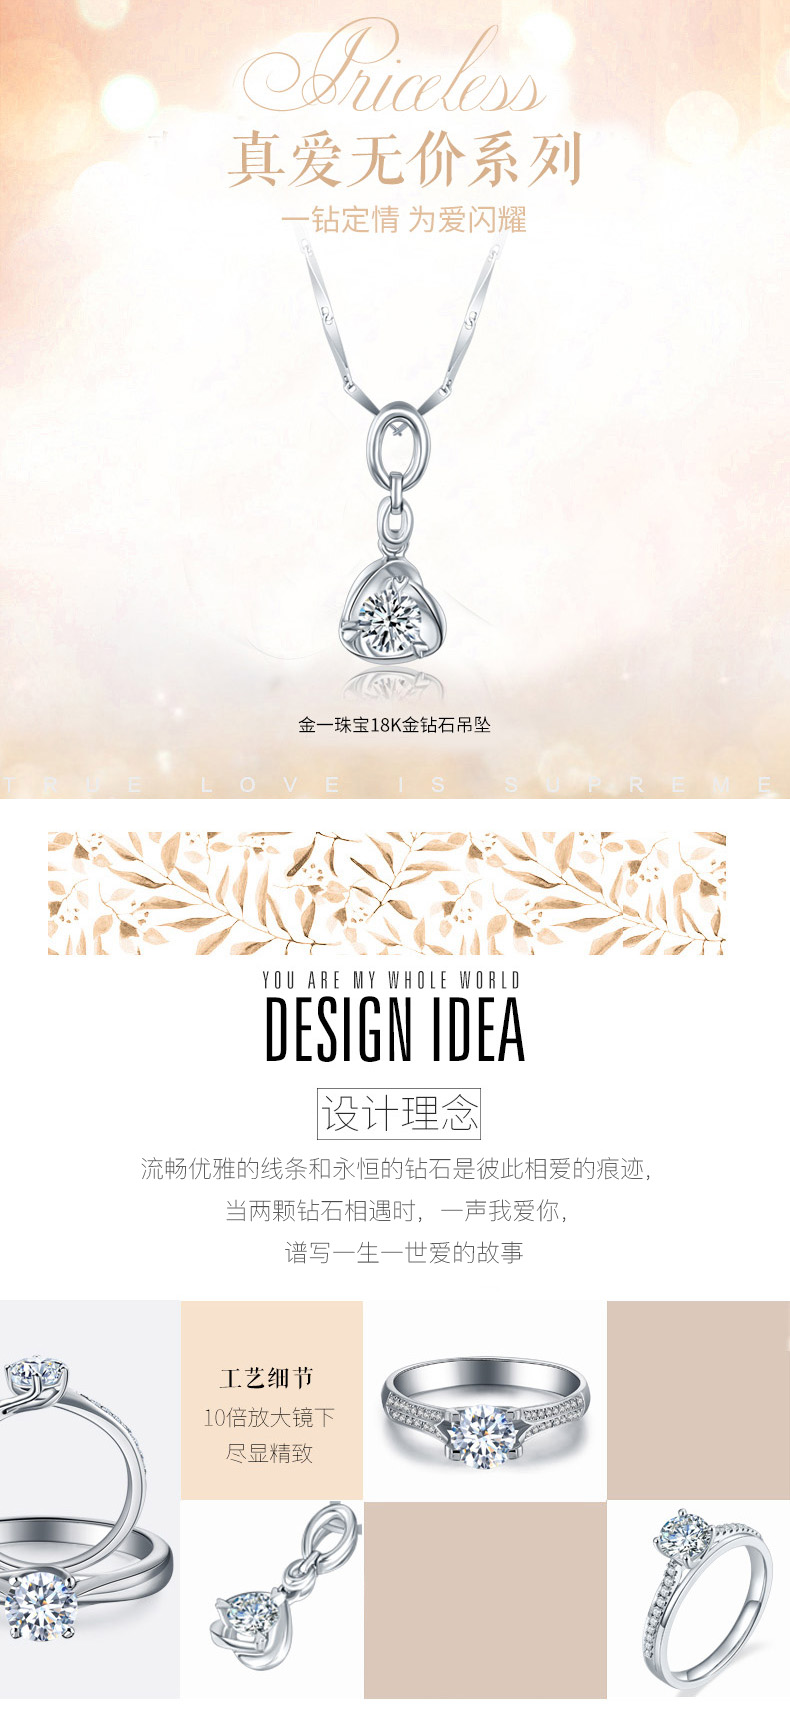 Priceless
真爱无价系列
一钻定情 为爱闪耀
金一珠宝18K金钻石吊坠
TRUE LOVE IS SUPREME
YOU ARE MY WHOLE WORLD
DESIGN IDEA
设计理念
流畅优雅的线条和永恒的钻石是彼此相爱的痕迹，
当两颗钻石相遇时，一声我爱你，
谱写一生一世爱的故事
工艺细节
10倍放大镜下
尽显精致